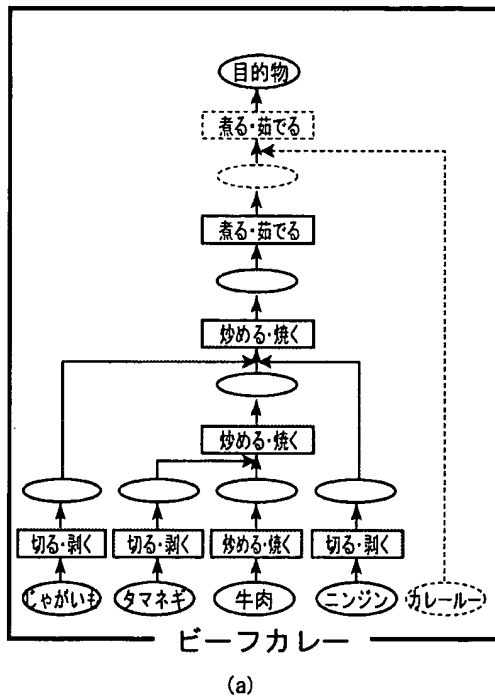 目的物
煮る・茹でる
煮る・茹でる
炒める・焼く
炒める・焼く
切る・剥く 切る・剥く 炒める・焼く 切る・剥く
じゃがいも タマネギ 牛肉 ニンジン カレールー
ビーフカレー
(a)